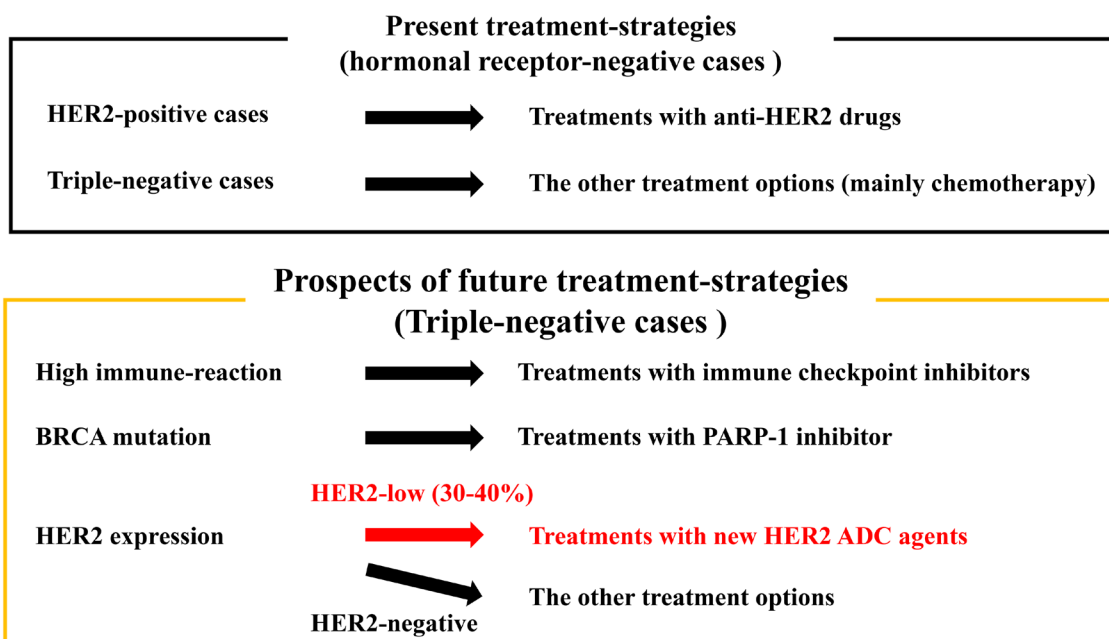 Present treatment-strategies
(hormonal receptor-negative cases )
HER2-positive cases
Treatments with anti-HER2 drugs
Triple-negative cases
The other treatment options (mainly chemotherapy)
Prospects of future treatment-strategies
(Triple-negative cases )
High immune-reaction
Treatments with immune checkpoint inhibitors
BRCA mutation
Treatments with PARP-1 inhibitor
HER2-low (30-40%)
HER2 expression
Treatments with new HER2 ADC agents
The other treatment options
HER2-negative